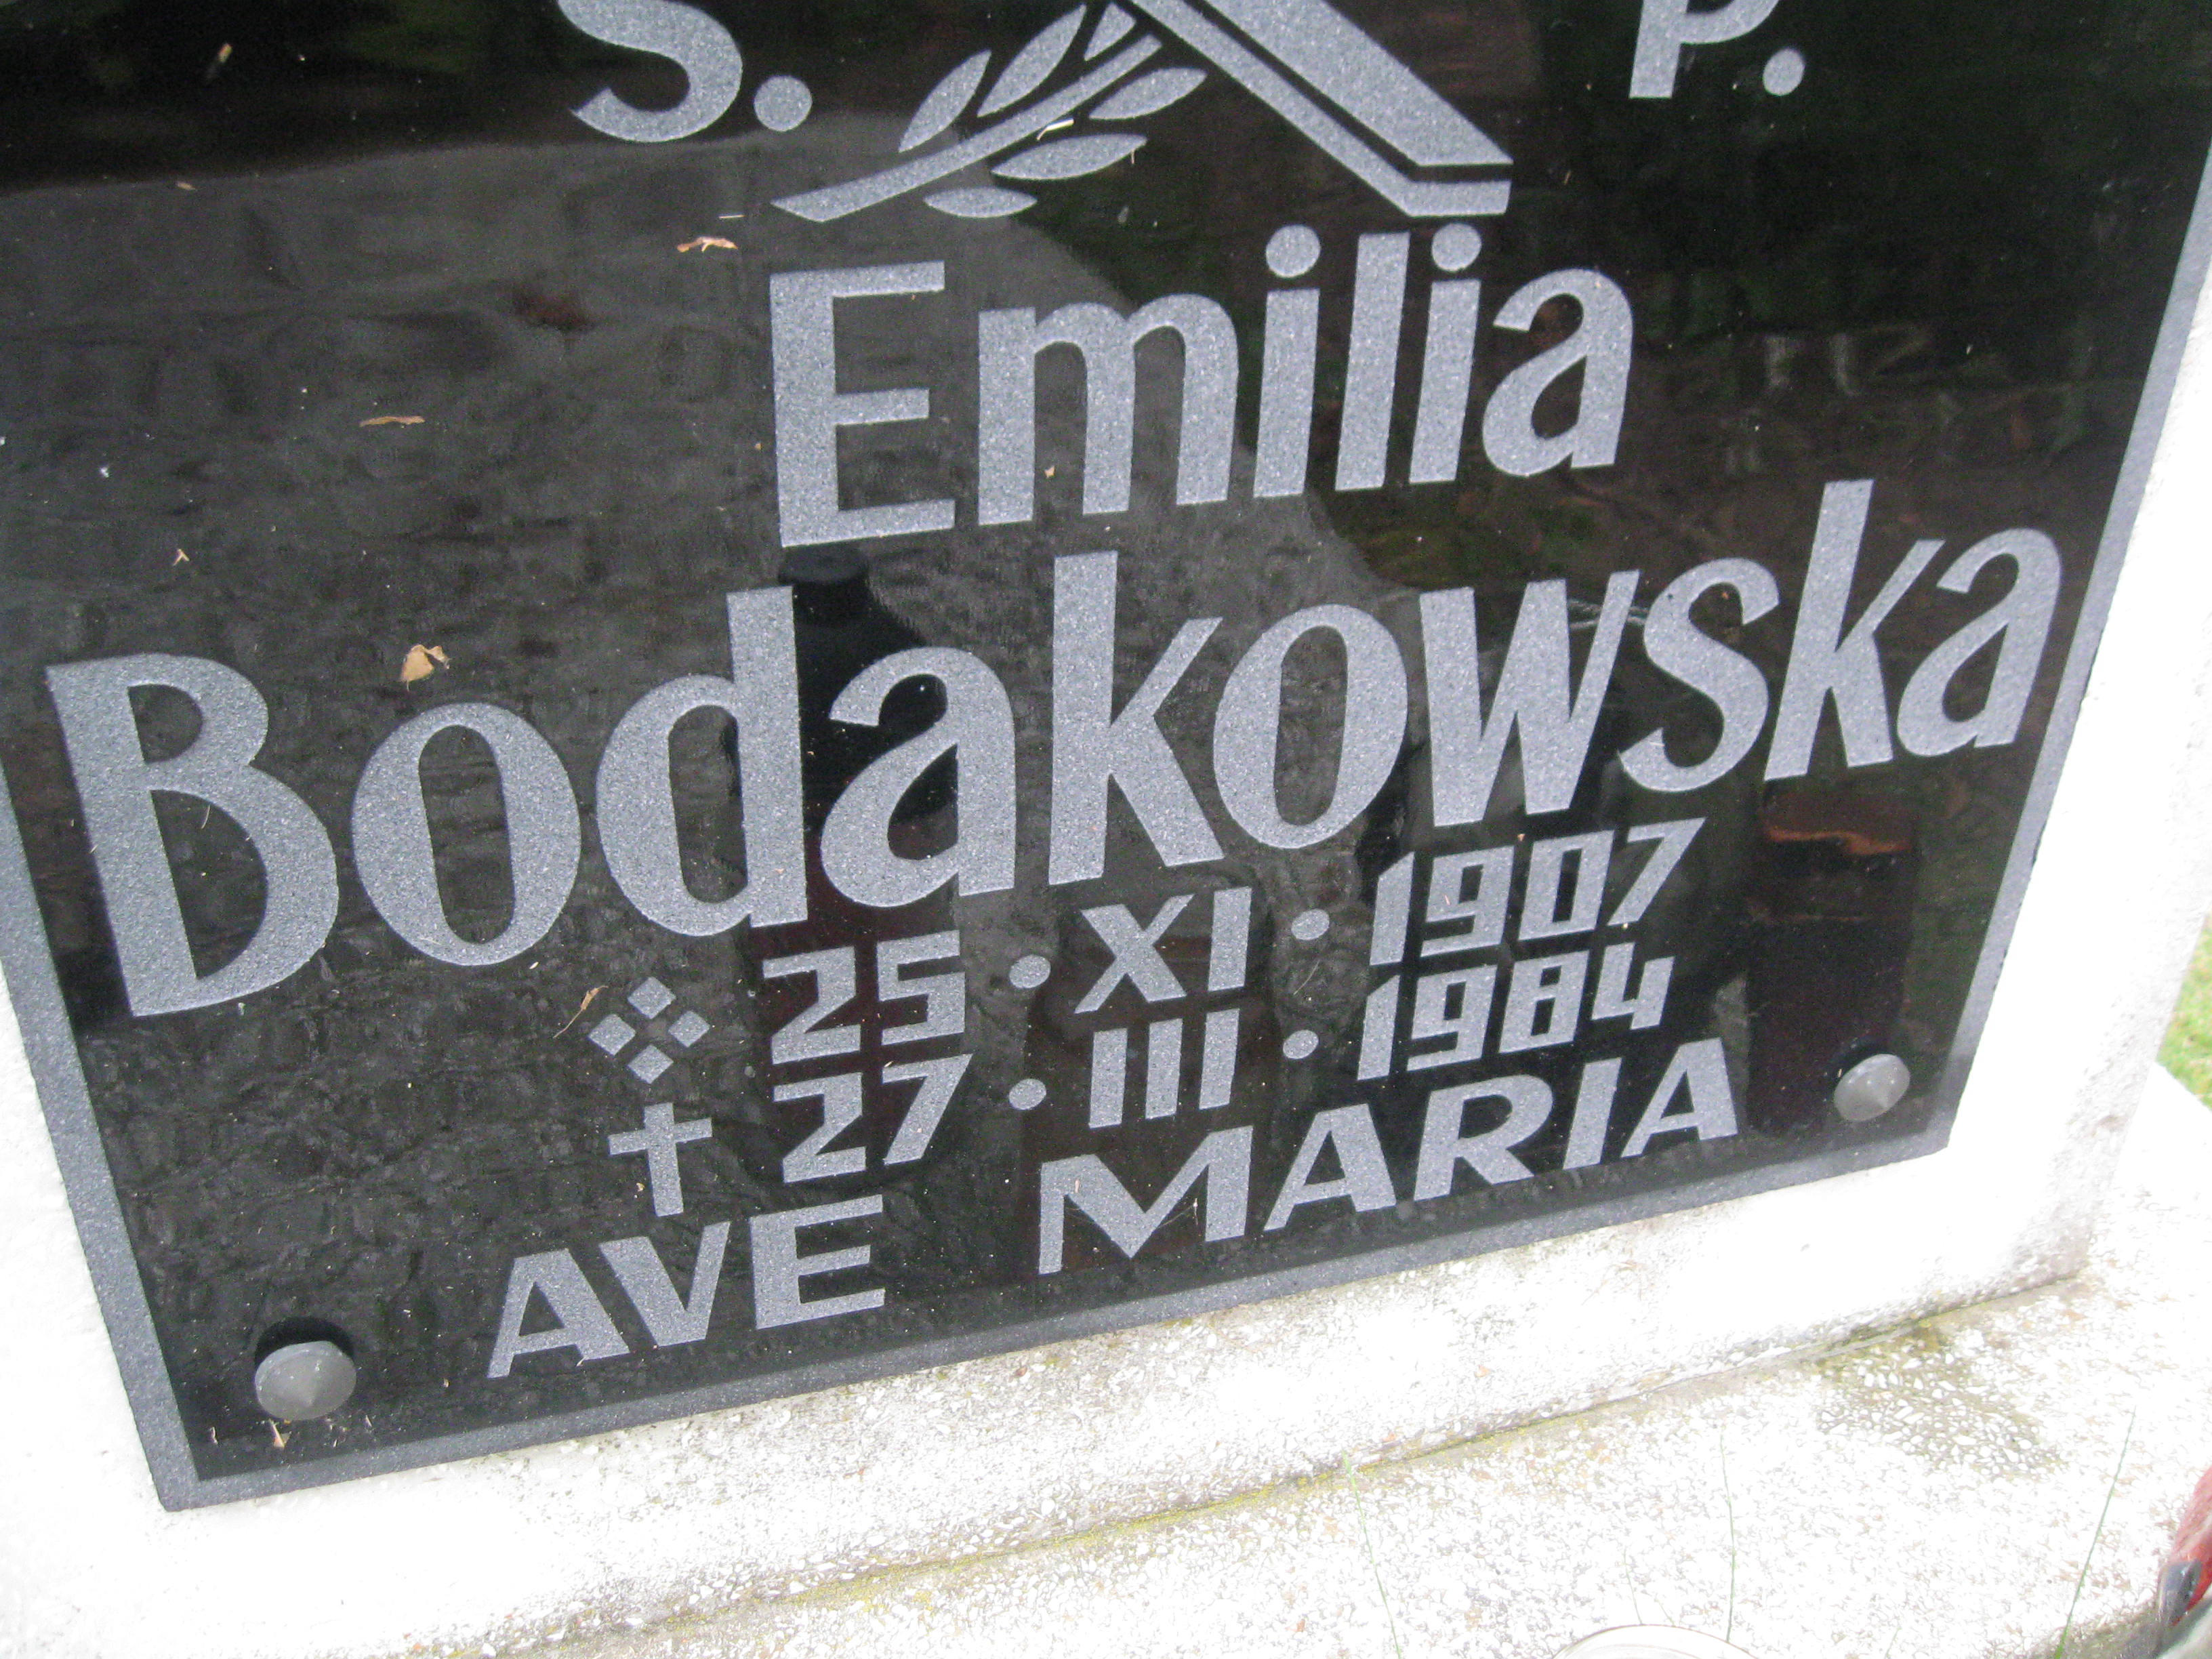 S. P.
Emilia
Bodakowska
25 • XI • 1907
✝ 27 • III • 1984
AVE MARIA